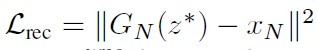 ℒ_rec = ‖G_N(z*) − x_N‖²